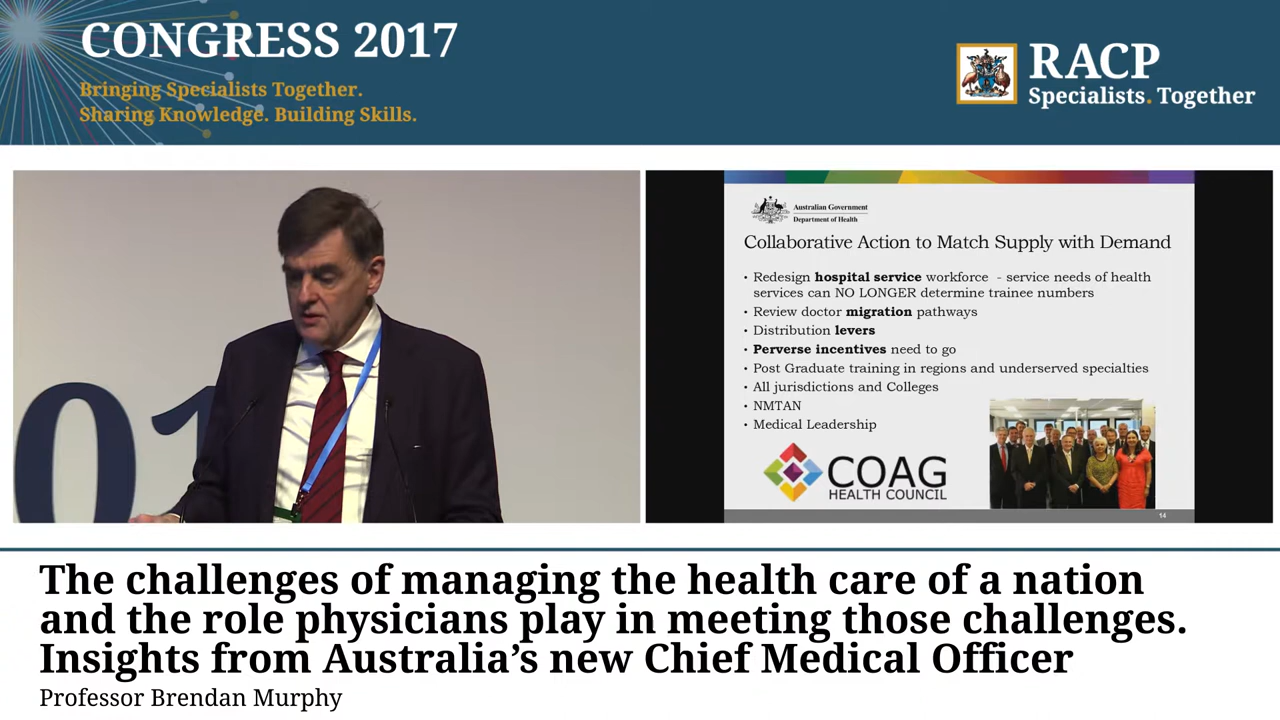 CONGRESS 2017
Bringing Specialists Together.
Sharing Knowledge. Building Skills.
RACP
Specialists. Together
01
Australian Government
Department of Health
Collaborative Action to Match Supply with Demand
• Redesign hospital service workforce - service needs of health
services can NO LONGER determine trainee numbers
• Review doctor migration pathways
• Distribution levers
• Perverse incentives need to go
• Post Graduate training in regions and underserved specialties
• All jurisdictions and Colleges
• NMTAN
• Medical Leadership
COAG
HEALTH COUNCIL
14
The challenges of managing the health care of a nation
and the role physicians play in meeting those challenges.
Insights from Australia’s new Chief Medical Officer
Professor Brendan Murphy